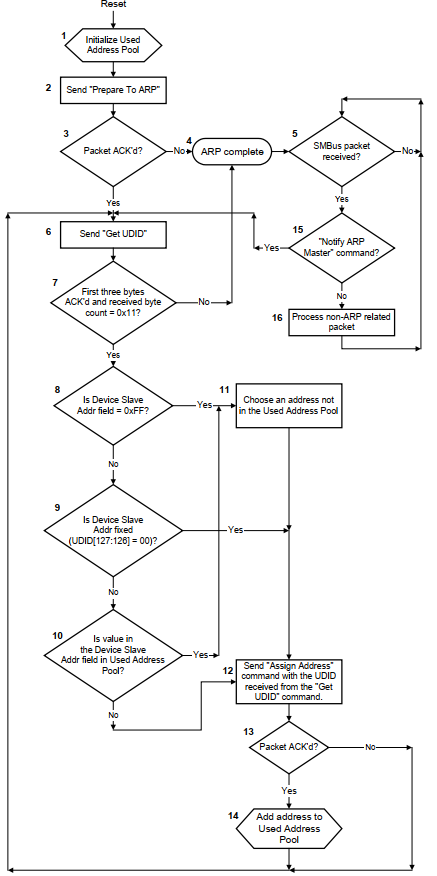 Reset
1
Initialize Used
Address Pool
2
Send "Prepare To ARP"
3
Packet ACK'd?
No
Yes
4
ARP complete
5
SMBus packet
received?
No
Yes
15
"Notify ARP
Master" command?
Yes
No
16
Process non-ARP related
packet
6
Send "Get UDID"
7
First three bytes
ACK'd and received byte
count = 0x11?
No
Yes
8
Is Device Slave
Addr field = 0xFF?
Yes
No
11
Choose an address not
in the Used Address Pool
9
Is Device Slave
Addr fixed
(UDID[127:126] = 00)?
Yes
No
10
Is value in
the Device Slave
Addr field in Used Address
Pool?
Yes
No
12
Send "Assign Address"
command with the UDID
received from the "Get
UDID" command.
13
Packet ACK'd?
No
Yes
14
Add address to
Used Address
Pool